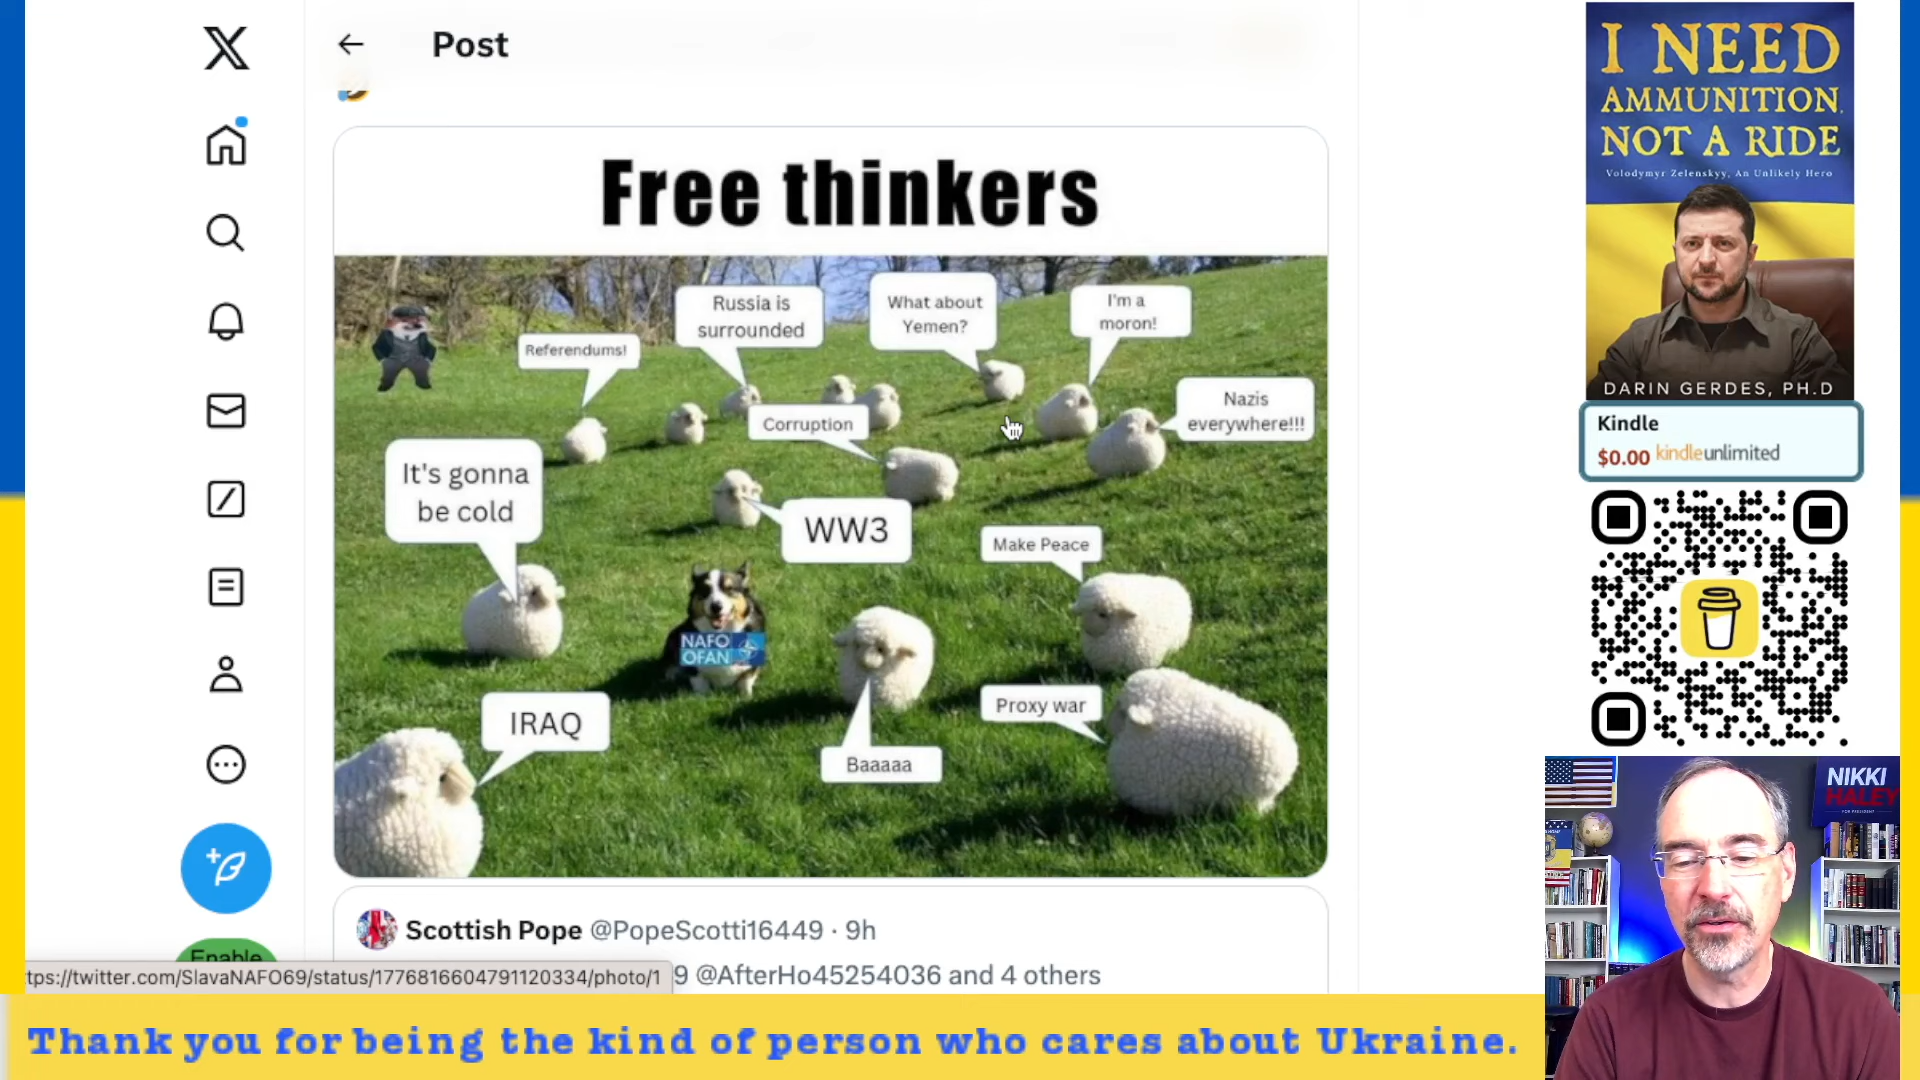 Post
Free thinkers
Referendums!
Russia is
surrounded
What about
Yemen?
I'm a
moron!
Nazis
everywhere!!!
Corruption
It's gonna
be cold
WW3
Make Peace
NAFO
OFAN
IRAQ
Proxy war
Baaaaa
Scottish Pope @PopeScotti16449 · 9h
9 @AfterHo45254036 and 4 others
Enable
tps://twitter.com/SlavaNAFO69/status/1776816604791120334/photo/1
Thank you for being the kind of person who cares about Ukraine.
I NEED
AMMUNITION,
NOT A RIDE
Volodymyr Zelenskyy, An Unlikely Hero
DARIN GERDES, PH.D
Kindle
$0.00 kindleunlimited
NIKKI
HALEY
FOR PRESIDENT